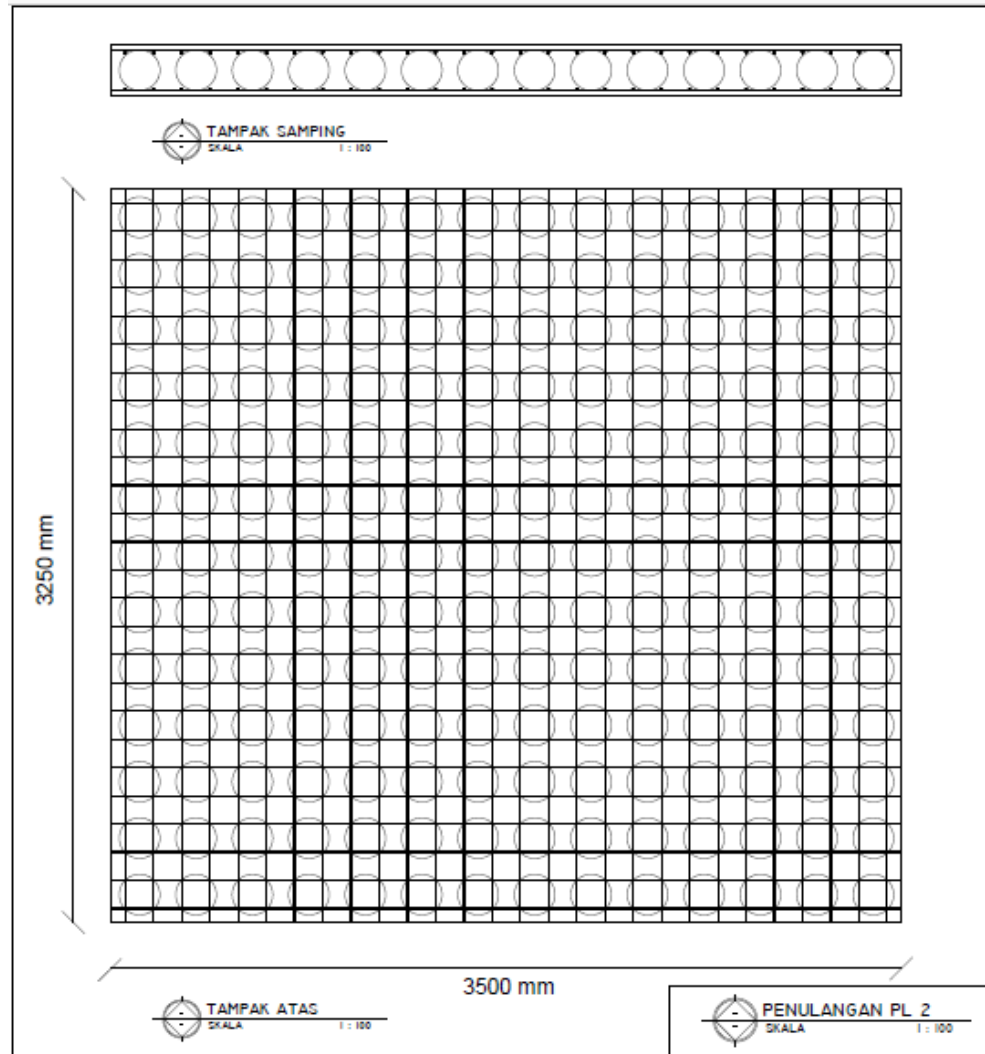 TAMPAK SAMPING
SKALA 1 : 100
3250 mm
3500 mm
TAMPAK ATAS
SKALA 1 : 100
PENULANGAN PL 2
SKALA 1 : 100